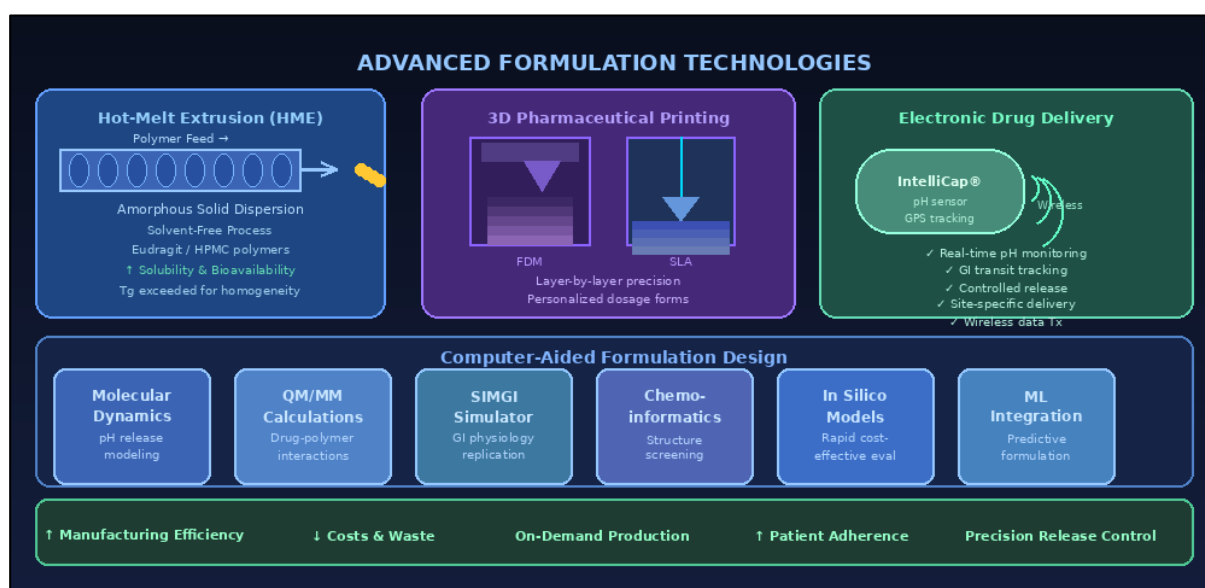 ADVANCED FORMULATION TECHNOLOGIES
Hot-Melt Extrusion (HME)
Polymer Feed →
Amorphous Solid Dispersion
Solvent-Free Process
Eudragit / HPMC polymers
↑ Solubility & Bioavailability
Tg exceeded for homogeneity
3D Pharmaceutical Printing
FDM
SLA
Layer-by-layer precision
Personalized dosage forms
Electronic Drug Delivery
IntelliCap®
pH sensor
GPS tracking
Wireless
✓ Real-time pH monitoring
✓ GI transit tracking
✓ Controlled release
✓ Site-specific delivery
✓ Wireless data Tx
Computer-Aided Formulation Design
Molecular
Dynamics
pH release
modeling
QM/MM
Calculations
Drug-polymer
interactions
SIMGI
Simulator
GI physiology
replication
Chemo-
informatics
Structure
screening
In Silico
Models
Rapid cost-
effective eval
ML
Integration
Predictive
formulation
↑ Manufacturing Efficiency
↓ Costs & Waste
On-Demand Production
↑ Patient Adherence
Precision Release Control